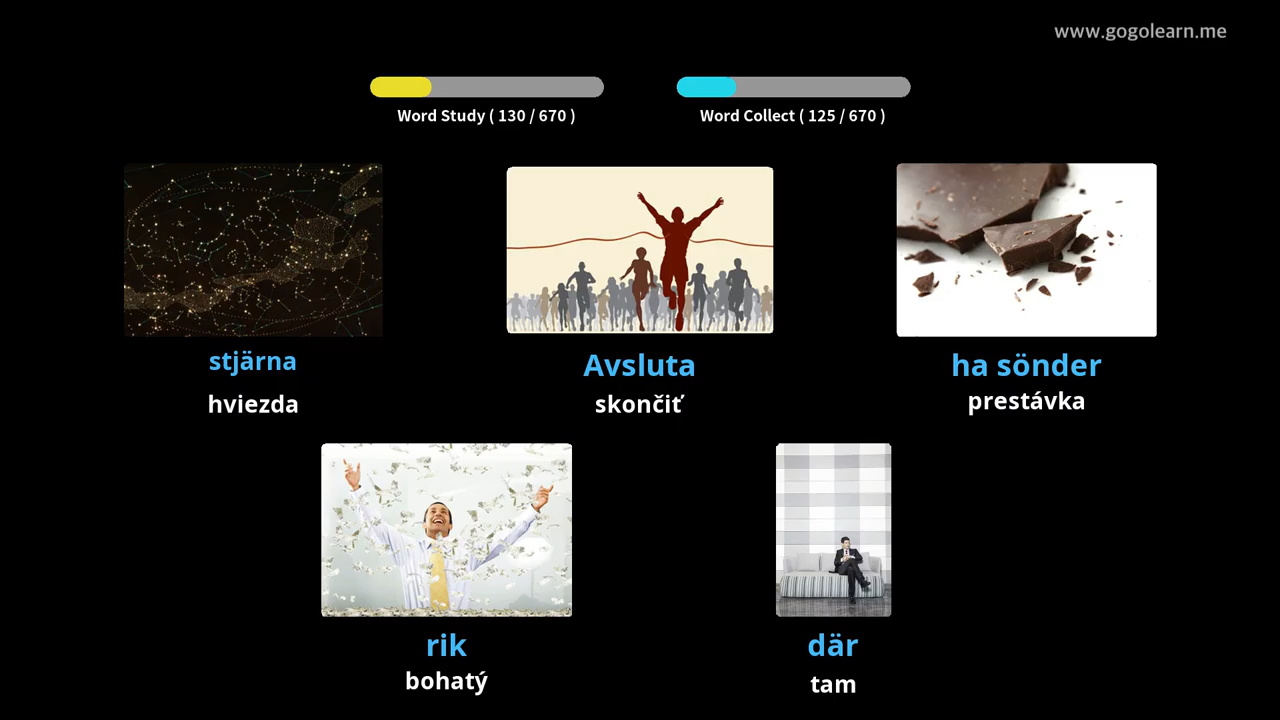 www.gogolearn.me
Word Study ( 130 / 670 )
Word Collect ( 125 / 670 )
stjärna
hviezda
Avsluta
skončiť
ha sönder
prestávka
rik
bohatý
där
tam